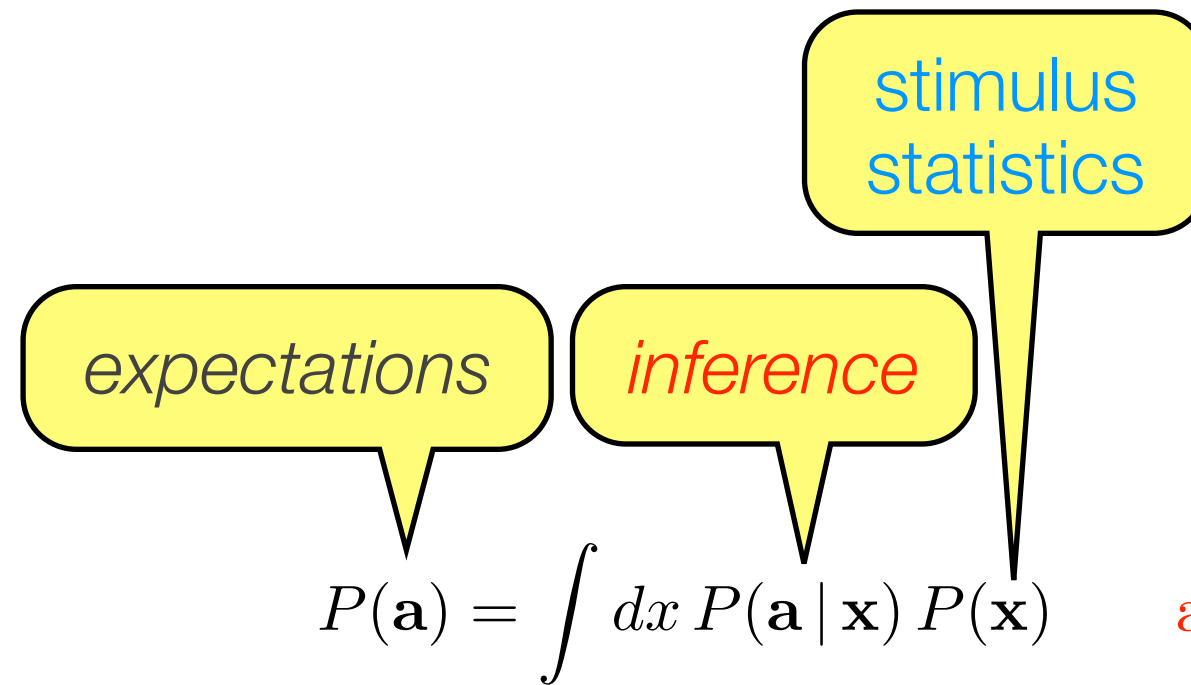 stimulus
statistics
expectations
inference
P(a) = ∫ dx P(a | x) P(x)